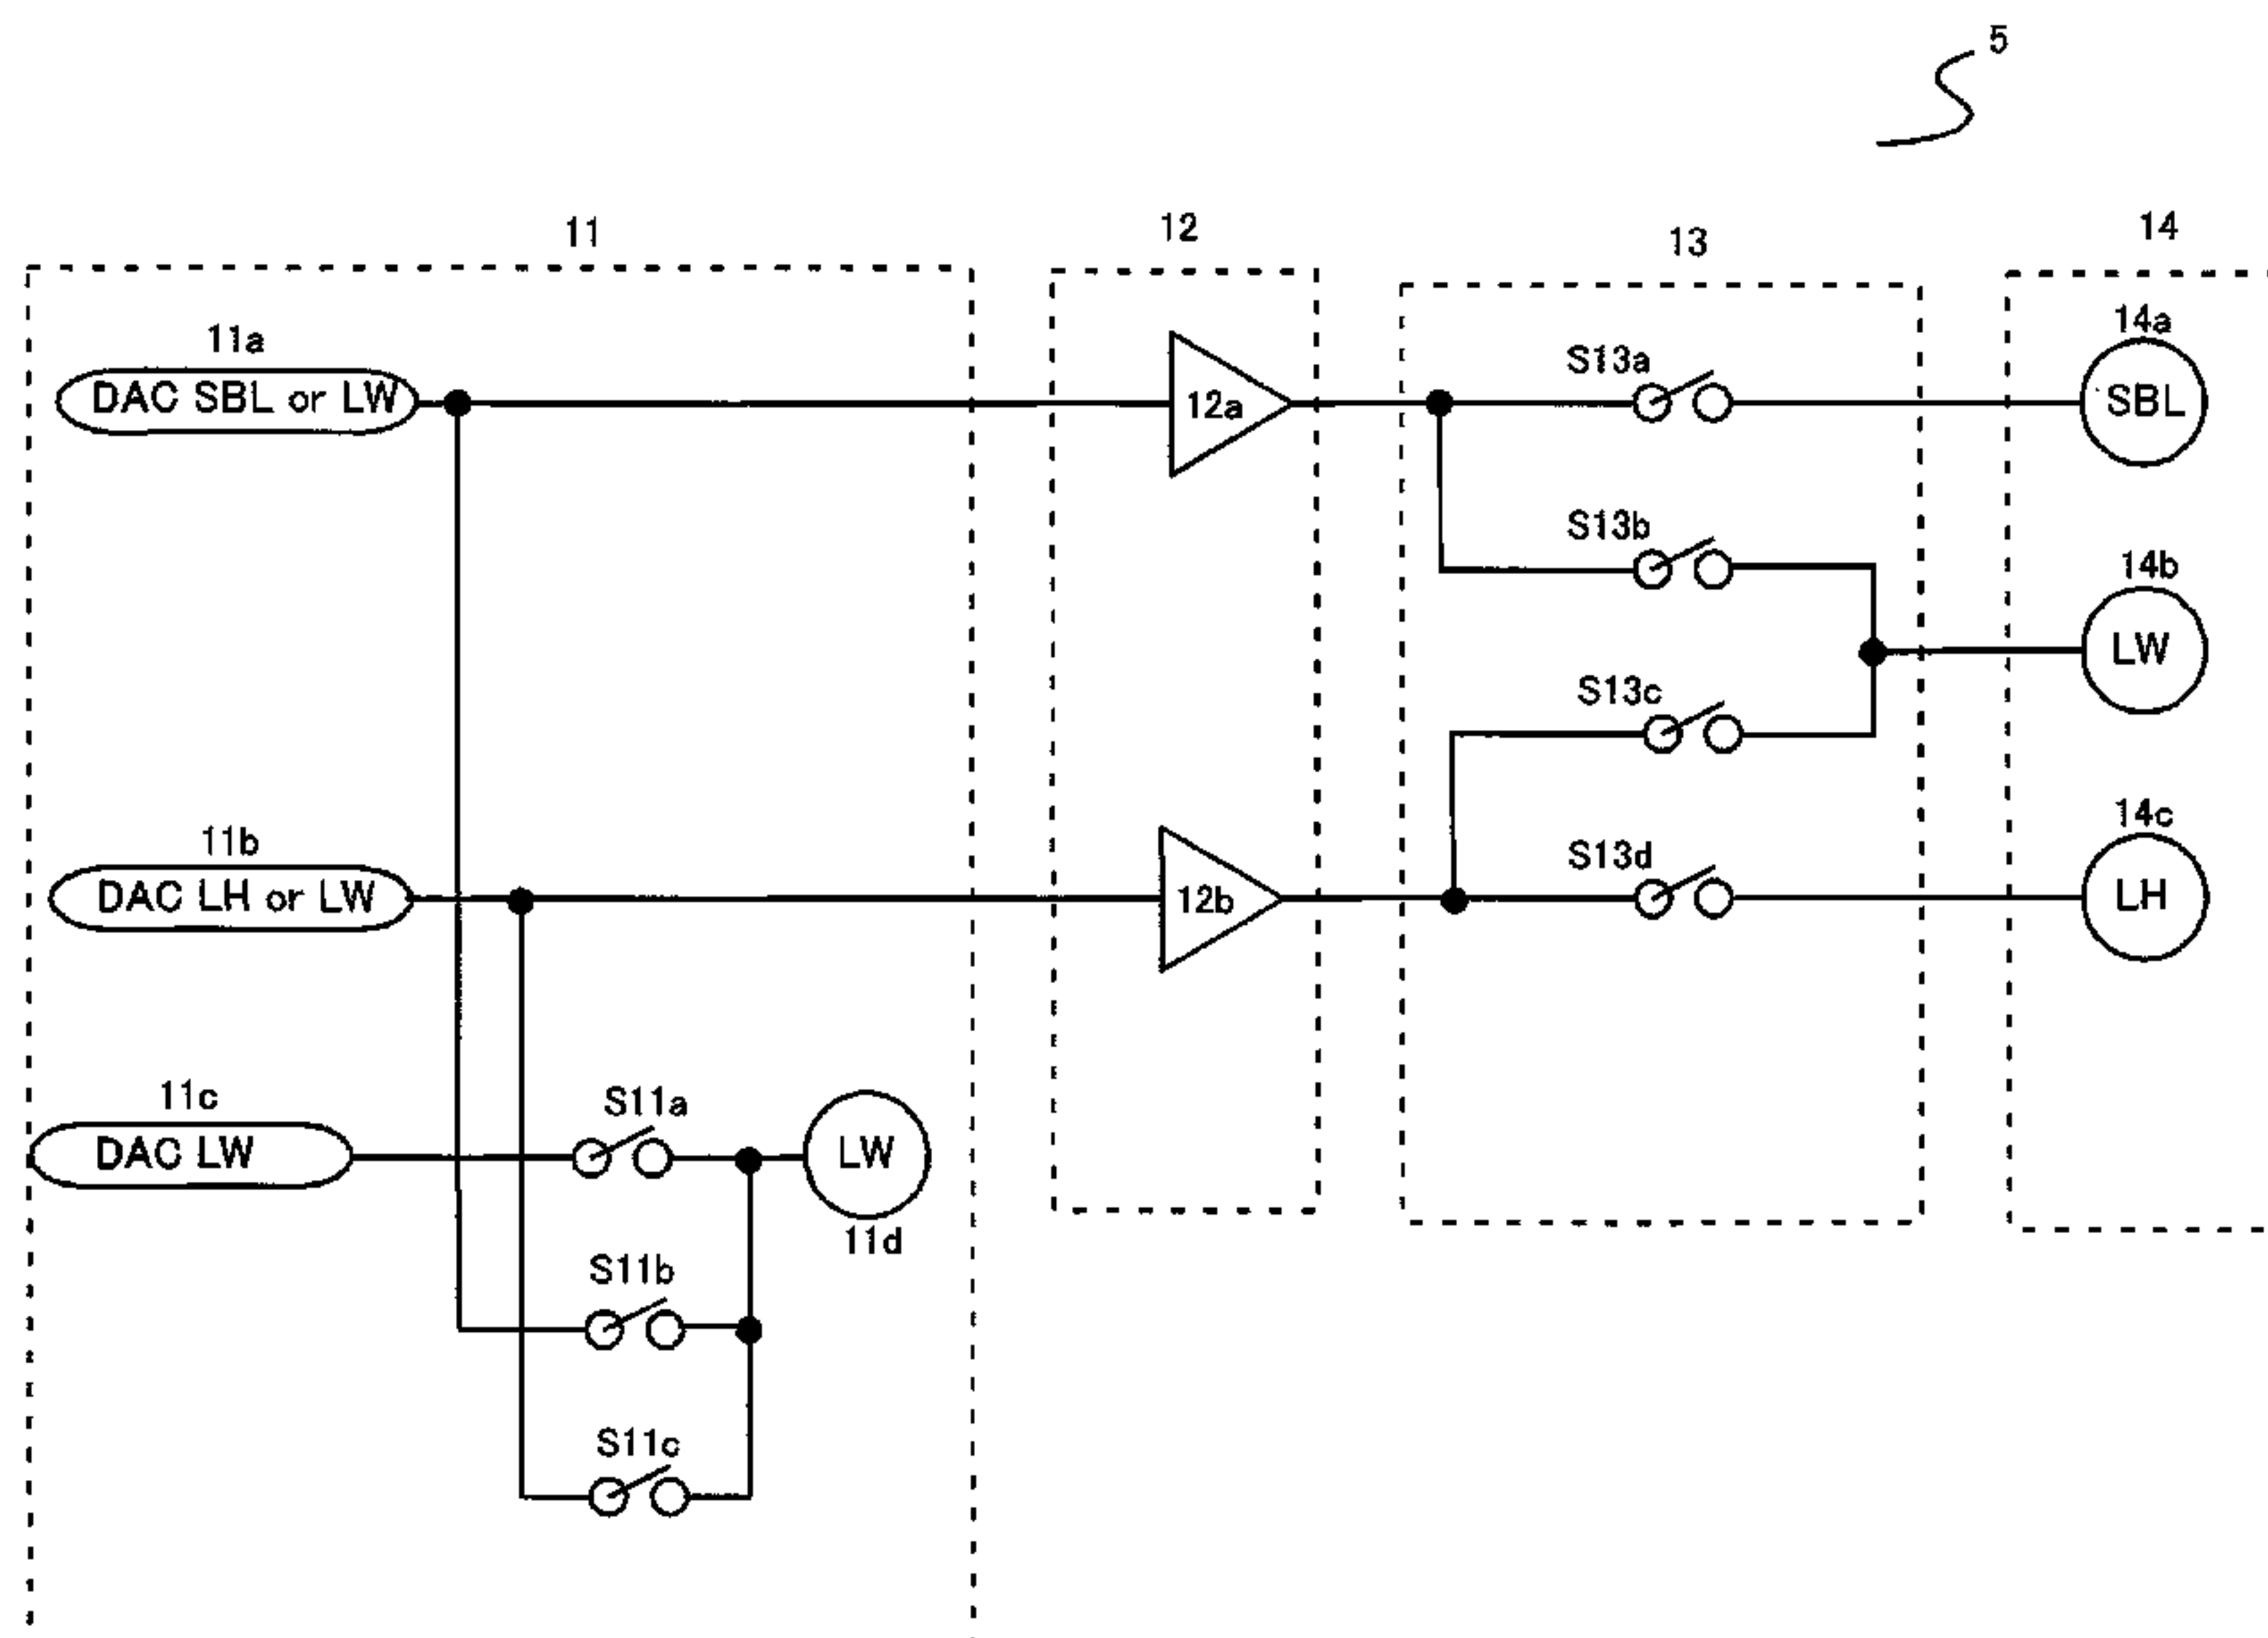 5
11
12
13
14
11a
DAC SBL or LW
12a
S13a
14a
SBL
S13b
14b
LW
S13c
11b
DAC LH or LW
12b
S13d
14c
LH
11c
DAC LW
S11a
LW
11d
S11b
S11c